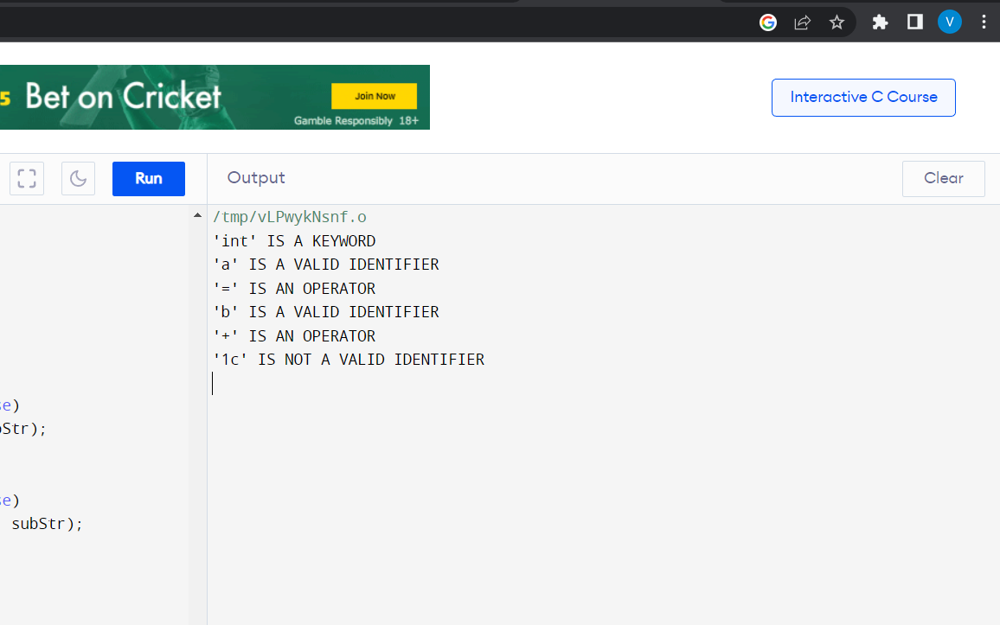 V
5 Bet on Cricket
Join Now
Gamble Responsibly 18+
Interactive C Course
Run
Output
Clear
/tmp/vLPwykNsnf.o
'int' IS A KEYWORD
'a' IS A VALID IDENTIFIER
'=' IS AN OPERATOR
'b' IS A VALID IDENTIFIER
'+' IS AN OPERATOR
'1c' IS NOT A VALID IDENTIFIER
se)
bStr);
se)
subStr);